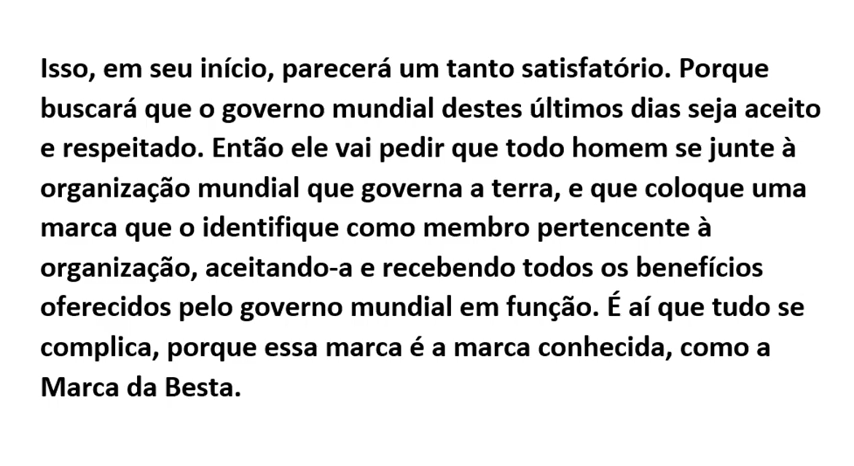 Isso, em seu início, parecerá um tanto satisfatório. Porque
buscará que o governo mundial destes últimos dias seja aceito
e respeitado. Então ele vai pedir que todo homem se junte à
organização mundial que governa a terra, e que coloque uma
marca que o identifique como membro pertencente à
organização, aceitando-a e recebendo todos os benefícios
oferecidos pelo governo mundial em função. É aí que tudo se
complica, porque essa marca é a marca conhecida, como a
Marca da Besta.